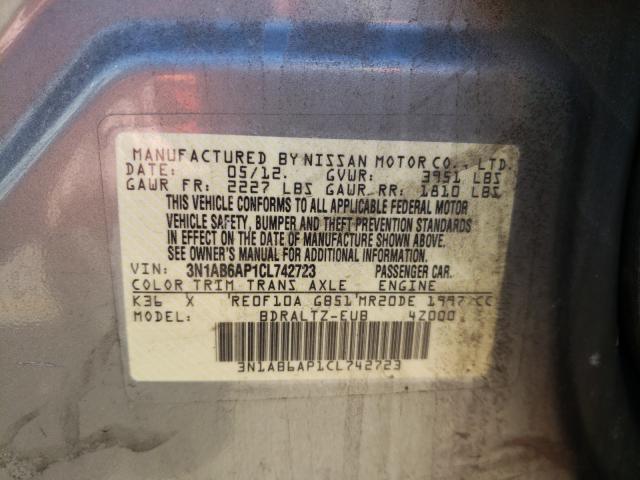 MANUFACTURED BY NISSAN MOTOR CO., LTD.
DATE: 05/12. GVWR: 3951 LBS
GAWR FR: 2227 LBS GAWR RR: 1810 LBS
THIS VEHICLE CONFORMS TO ALL APPLICABLE FEDERAL MOTOR
VEHICLE SAFETY, BUMPER AND THEFT PREVENTION STANDARDS
IN EFFECT ON THE DATE OF MANUFACTURE SHOWN ABOVE.
SEE OWNER'S MANUAL FOR ADDITIONAL INFORMATION.
VIN: 3N1AB6AP1CL742723 PASSENGER CAR.
COLOR TRIM TRANS AXLE ENGINE
K36 X RE0F10A G851 MR20DE 1997 CC
MODEL: BDRALTZ-EUB 4Z000
3N1AB6AP1CL742723